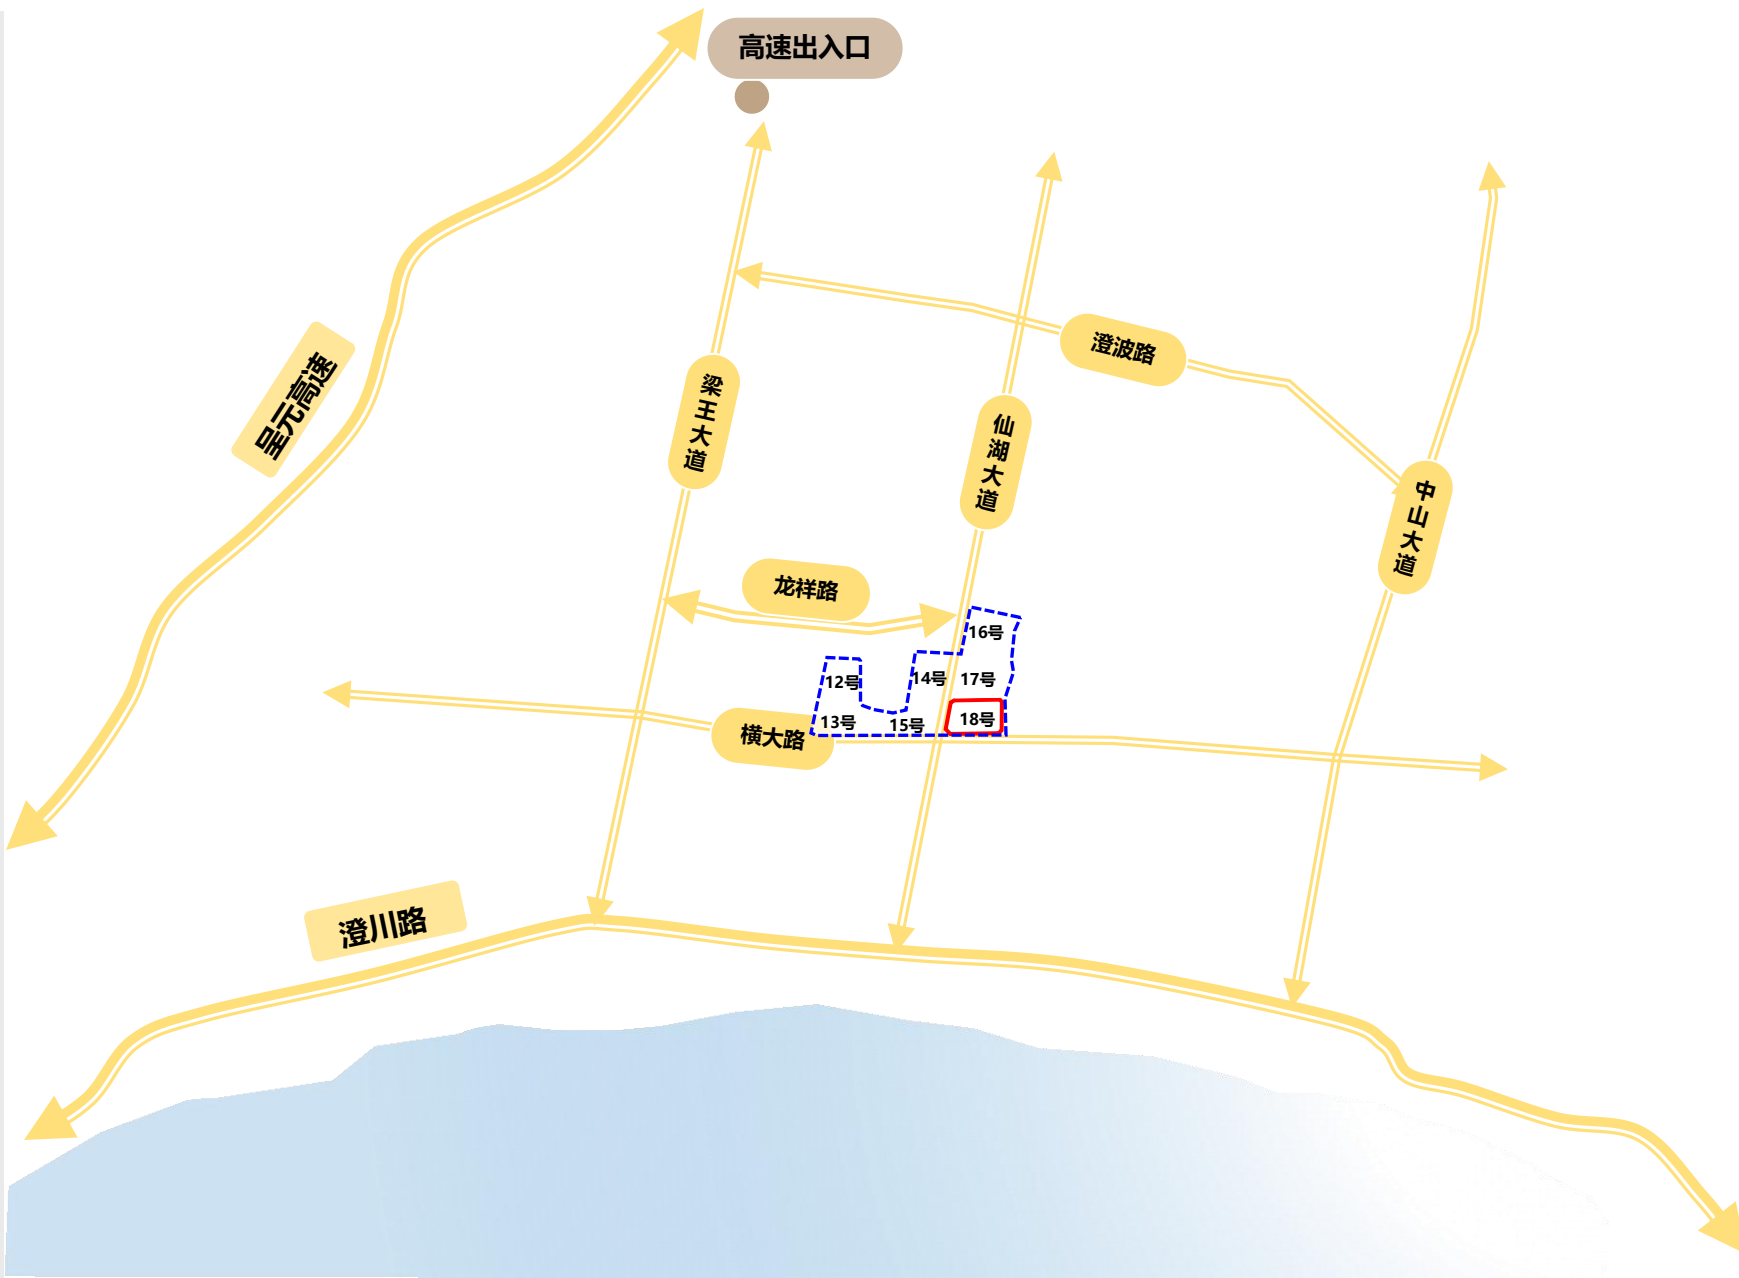 高速出入口
呈元高速
澄波路
梁王大道
仙湖大道
中山大道
龙祥路
16号
12号
14号
17号
13号
15号
18号
横大路
澄川路